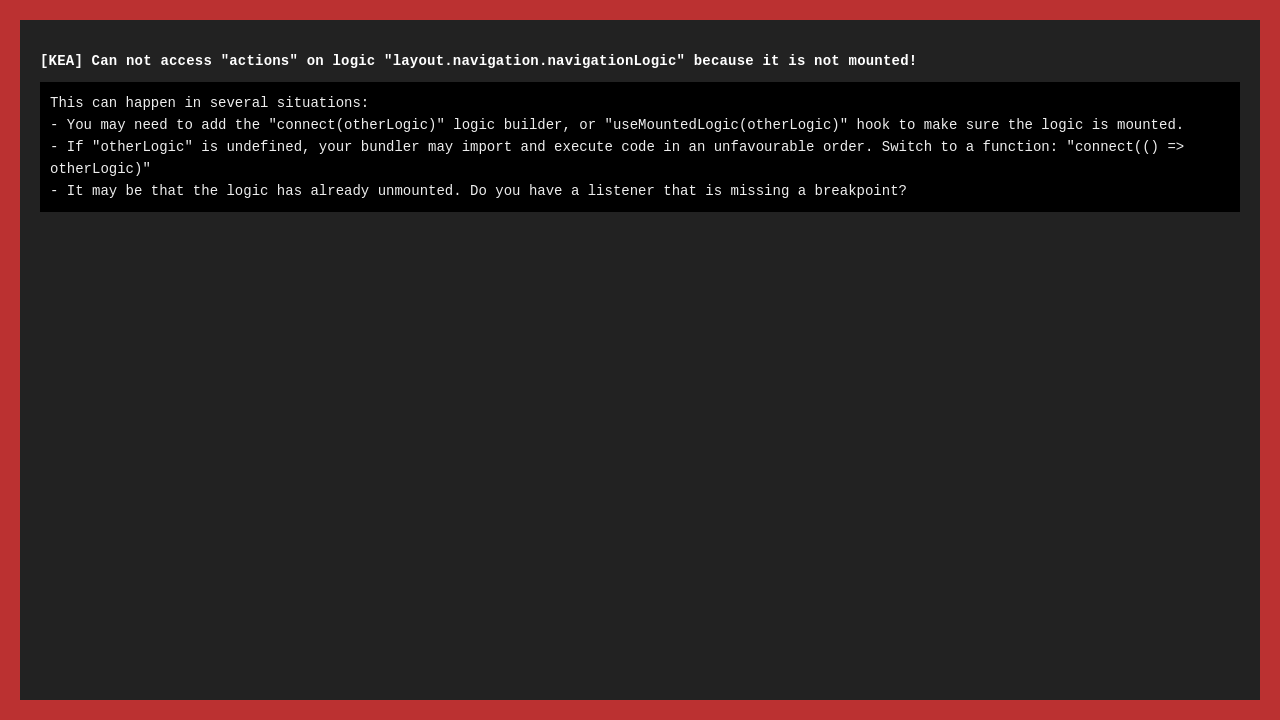 [KEA] Can not access "actions" on logic "layout.navigation.navigationLogic" because it is not mounted!
This can happen in several situations:
- You may need to add the "connect(otherLogic)" logic builder, or "useMountedLogic(otherLogic)" hook to make sure the logic is mounted.
- If "otherLogic" is undefined, your bundler may import and execute code in an unfavourable order. Switch to a function: "connect(() =>
otherLogic)"
- It may be that the logic has already unmounted. Do you have a listener that is missing a breakpoint?